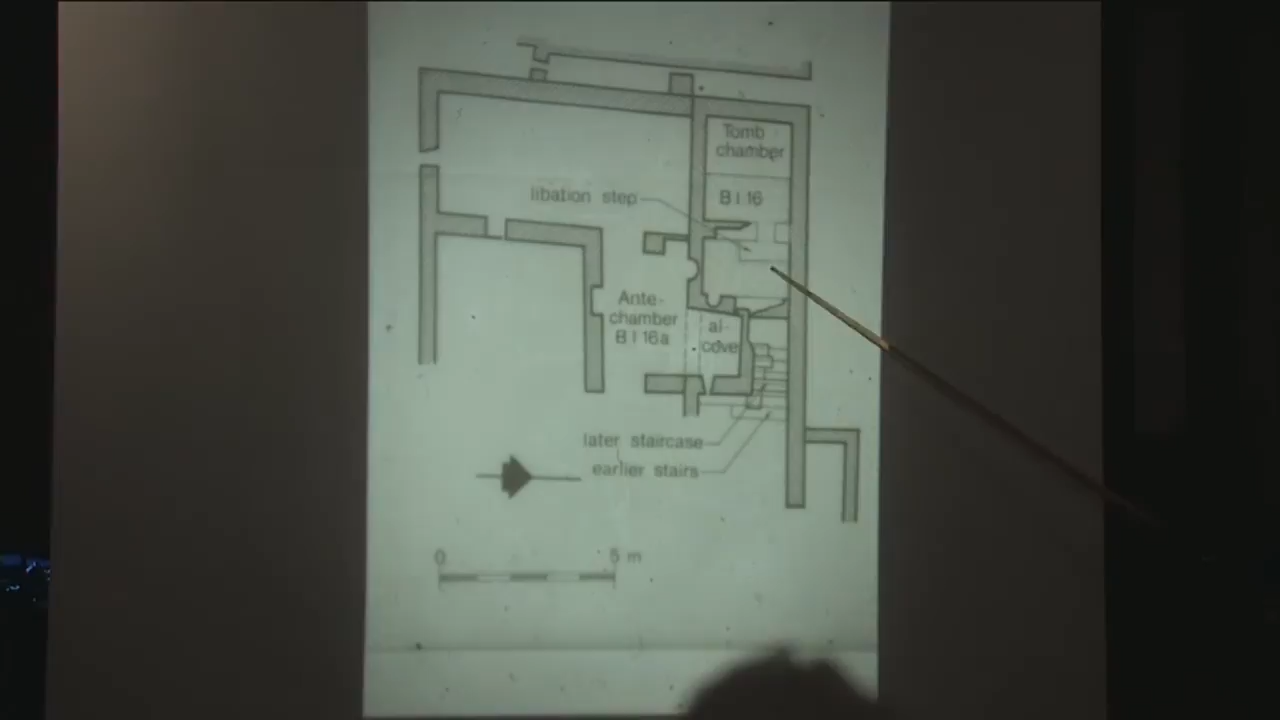 Tomb
chamber
libation step
B I 16
Ante-
chamber
B I 16a
al-
cove
later staircase
earlier stairs
0 5 m